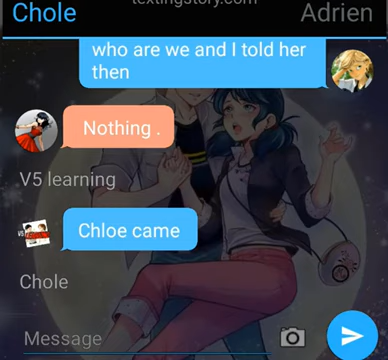 textingstory.com
Chole Adrien
who are we and I told her
then
Nothing .
V5 learning
Chloe came
Chole
Message